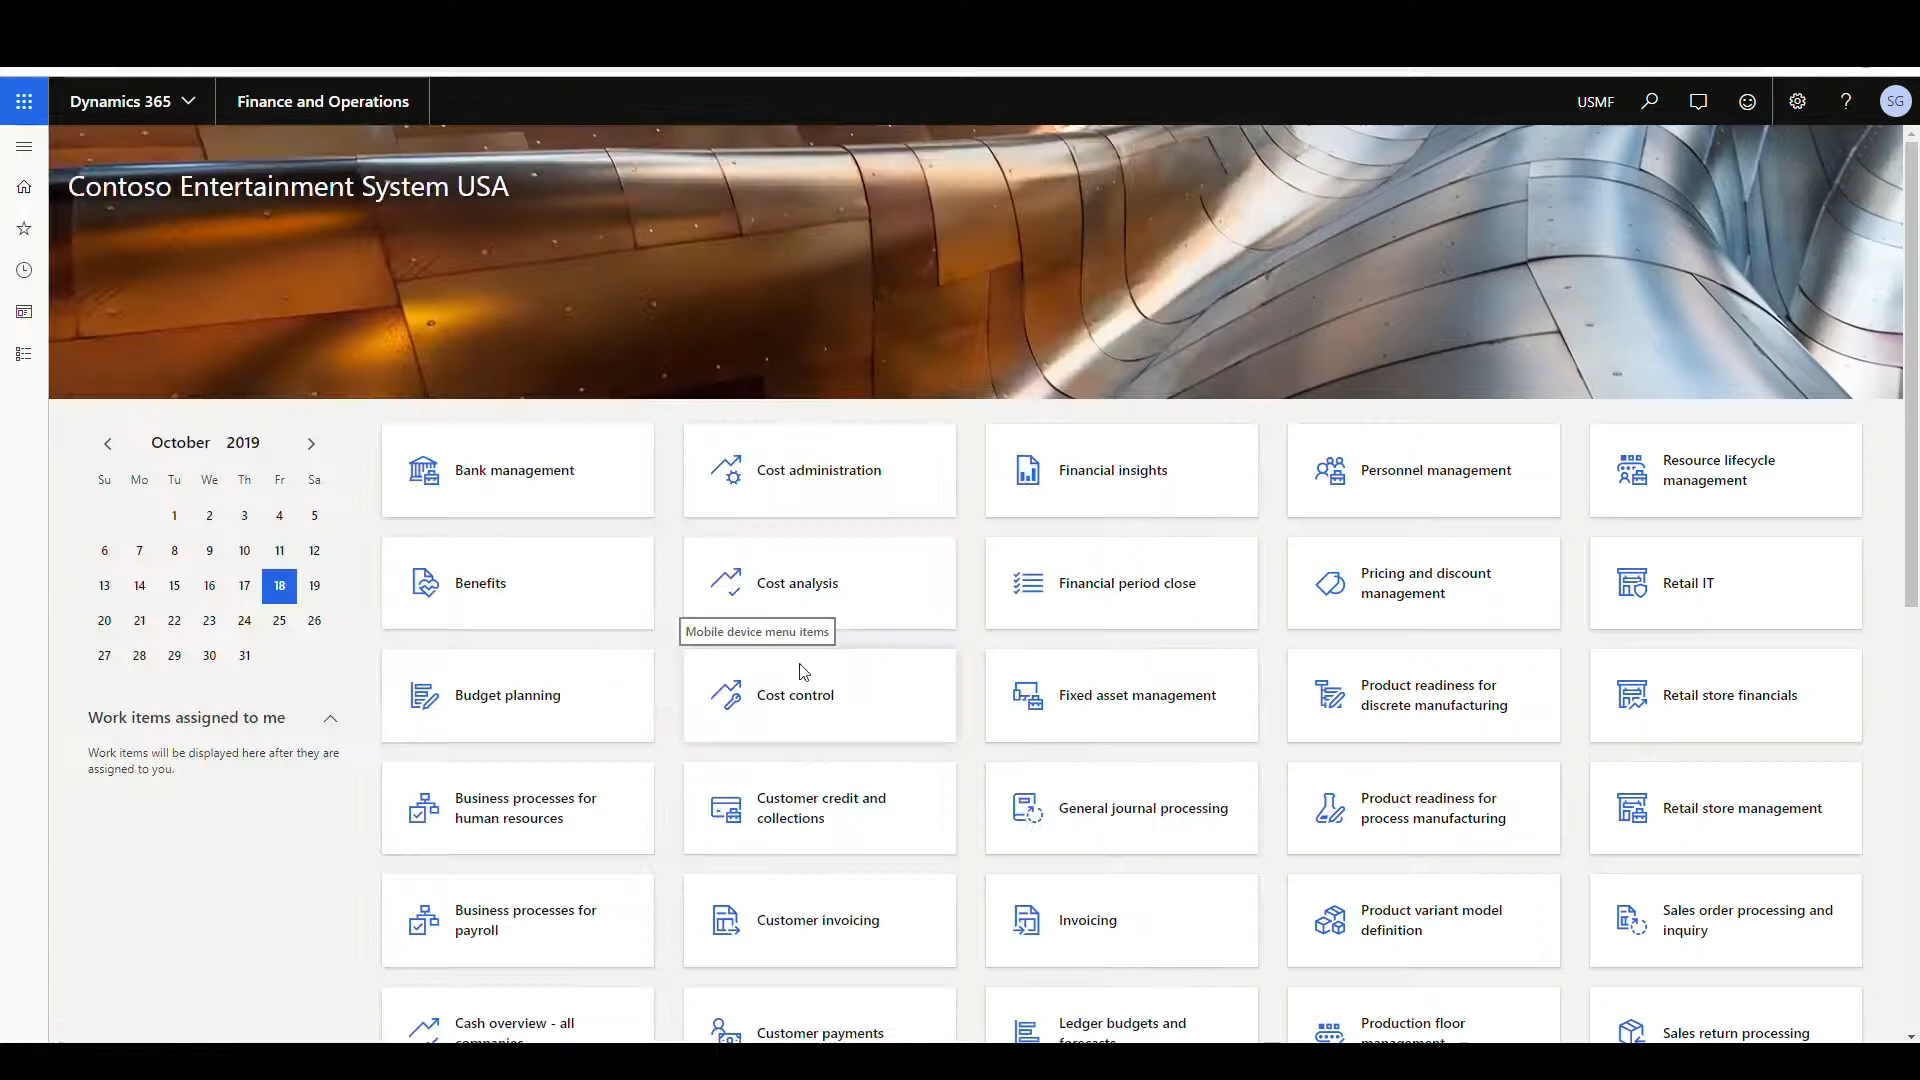 Dynamics 365
Finance and Operations
USMF
?
SG
Contoso Entertainment System USA
October 2019
Su Mo Tu We Th Fr Sa
1 2 3 4 5
6 7 8 9 10 11 12
13 14 15 16 17 18 19
20 21 22 23 24 25 26
27 28 29 30 31
Work items assigned to me
Work items will be displayed here after they are
assigned to you.
Bank management
Cost administration
Financial insights
Personnel management
Resource lifecycle
management
Benefits
Cost analysis
Financial period close
Pricing and discount
management
Retail IT
Mobile device menu items
Budget planning
Cost control
Fixed asset management
Product readiness for
discrete manufacturing
Retail store financials
Business processes for
human resources
Customer credit and
collections
General journal processing
Product readiness for
process manufacturing
Retail store management
Business processes for
payroll
Customer invoicing
Invoicing
Product variant model
definition
Sales order processing and
inquiry
Cash overview - all
companies
Customer payments
Ledger budgets and
forecasts
Production floor
management
Sales return processing